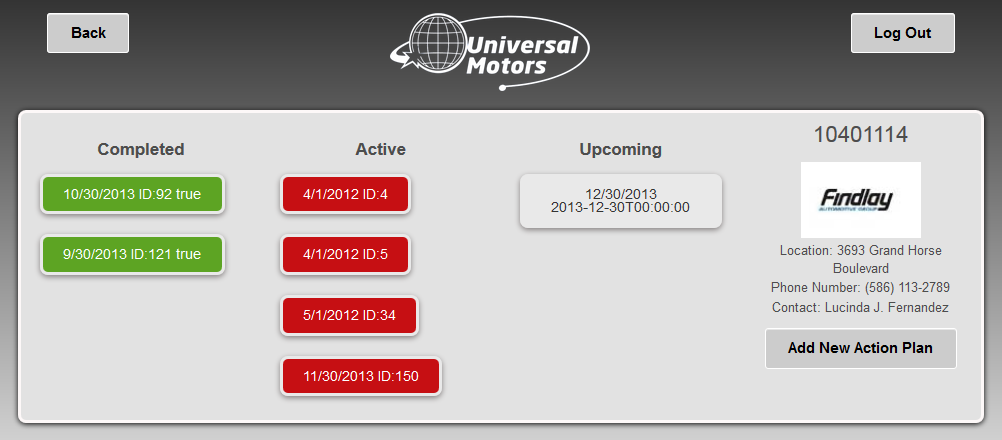 Back
Universal
Motors
Log Out
Completed
10/30/2013 ID:92 true
9/30/2013 ID:121 true
Active
4/1/2012 ID:4
4/1/2012 ID:5
5/1/2012 ID:34
11/30/2013 ID:150
Upcoming
12/30/2013
2013-12-30T00:00:00
10401114
Findlay
AUTOMOTIVE GROUP
Location: 3693 Grand Horse
Boulevard
Phone Number: (586) 113-2789
Contact: Lucinda J. Fernandez
Add New Action Plan